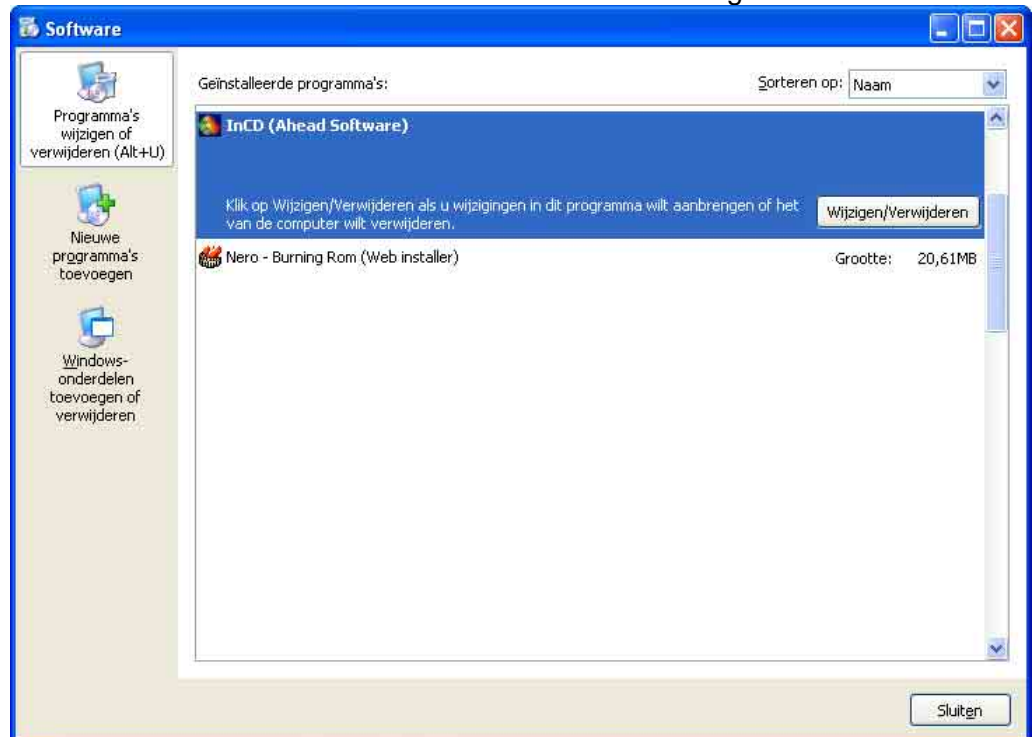 Software
Programma's
wijzigen of
verwijderen (Alt+U)
Nieuwe
programma's
toevoegen
Windows-
onderdelen
toevoegen of
verwijderen
Geïnstalleerde programma's:
Sorteren op: Naam
InCD (Ahead Software)
Klik op Wijzigen/Verwijderen als u wijzigingen in dit programma wilt aanbrengen of het
van de computer wilt verwijderen.
Wijzigen/Verwijderen
Nero - Burning Rom (Web installer) Grootte: 20,61MB
Sluiten